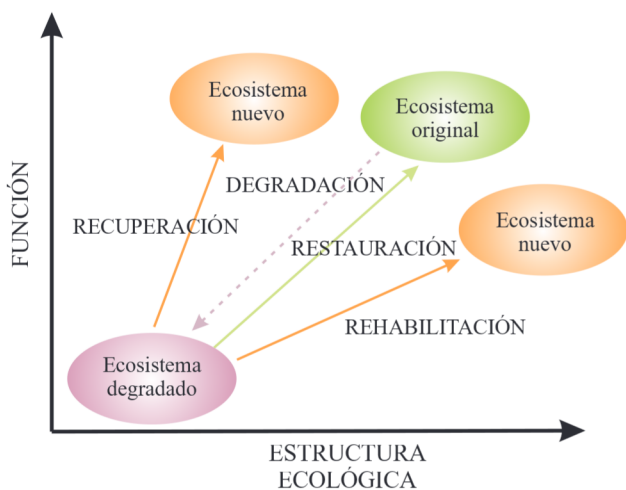 Ecosistema
nuevo
Ecosistema
original
DEGRADACIÓN
RECUPERACIÓN
Ecosistema
nuevo
RESTAURACIÓN
REHABILITACIÓN
Ecosistema
degradado
FUNCIÓN
ESTRUCTURA
ECOLÓGICA